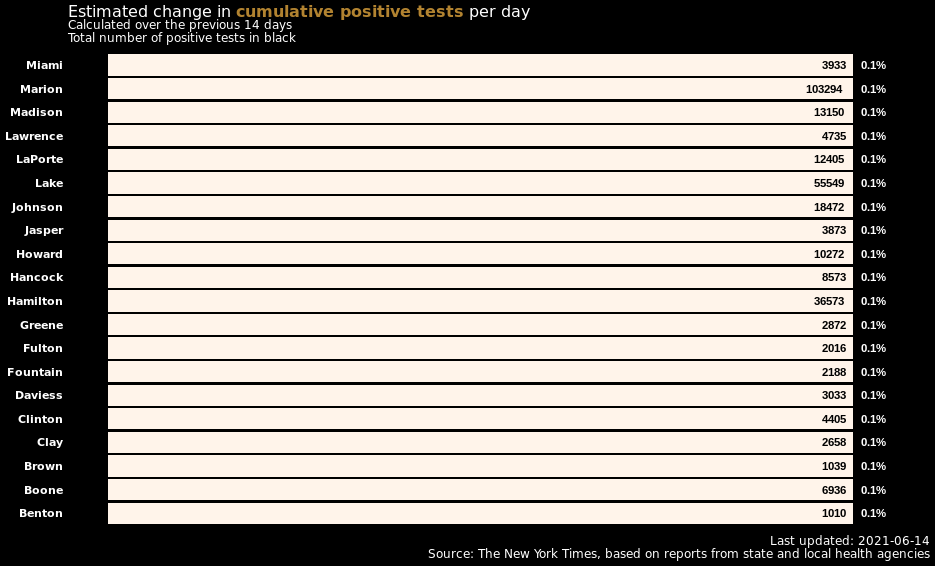 Estimated change in cumulative positive tests per day
Calculated over the previous 14 days
Total number of positive tests in black
Miami 3933 0.1%
Marion 103294 0.1%
Madison 13150 0.1%
Lawrence 4735 0.1%
LaPorte 12405 0.1%
Lake 55549 0.1%
Johnson 18472 0.1%
Jasper 3873 0.1%
Howard 10272 0.1%
Hancock 8573 0.1%
Hamilton 36573 0.1%
Greene 2872 0.1%
Fulton 2016 0.1%
Fountain 2188 0.1%
Daviess 3033 0.1%
Clinton 4405 0.1%
Clay 2658 0.1%
Brown 1039 0.1%
Boone 6936 0.1%
Benton 1010 0.1%
Last updated: 2021-06-14
Source: The New York Times, based on reports from state and local health agencies